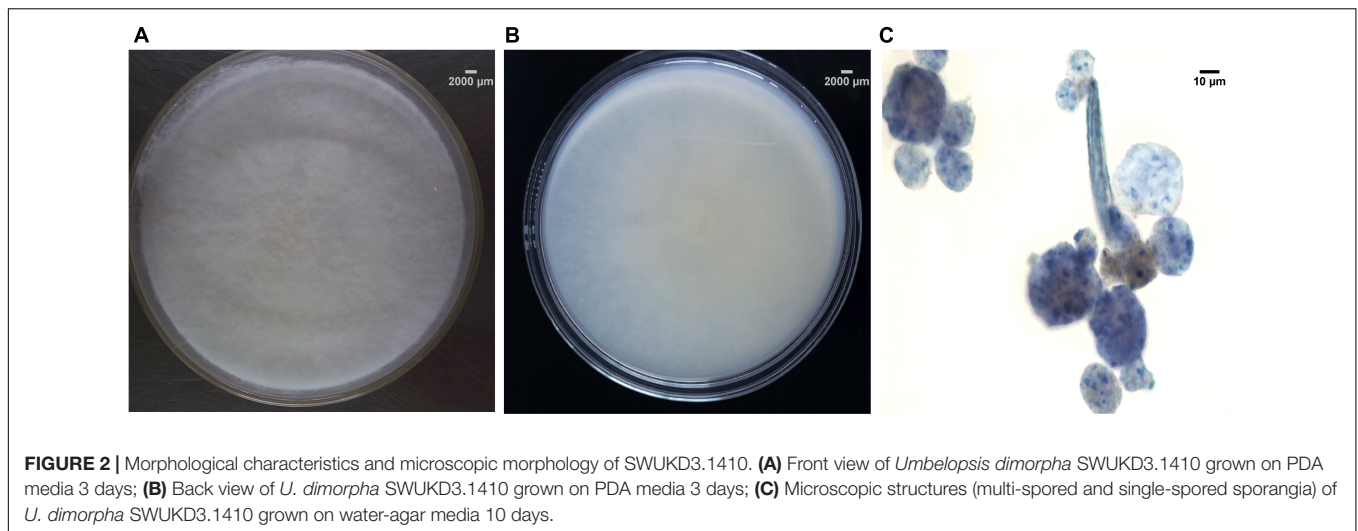 A
B
C
2000 µm
2000 µm
10 µm
FIGURE 2 | Morphological characteristics and microscopic morphology of SWUKD3.1410. (A) Front view of Umbelopsis dimorpha SWUKD3.1410 grown on PDA
media 3 days; (B) Back view of U. dimorpha SWUKD3.1410 grown on PDA media 3 days; (C) Microscopic structures (multi-spored and single-spored sporangia) of
U. dimorpha SWUKD3.1410 grown on water-agar media 10 days.